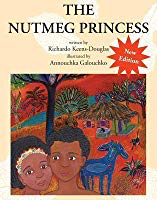 THE
NUTMEG PRINCESS
written by
Richardo Keens-Douglas
illustrated by
Annouchka Galouchko
New
Edition